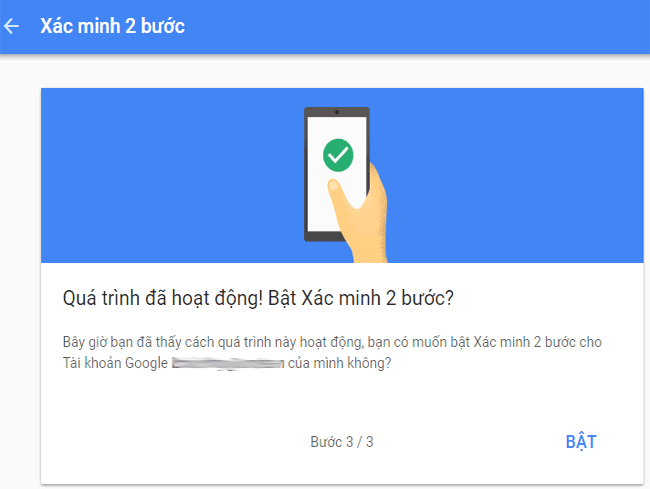 Xác minh 2 bước
Quá trình đã hoạt động! Bật Xác minh 2 bước?
Bây giờ bạn đã thấy cách quá trình này hoạt động, bạn có muốn bật Xác minh 2 bước cho
Tài khoản Google của mình không?
Bước 3 / 3
BẬT